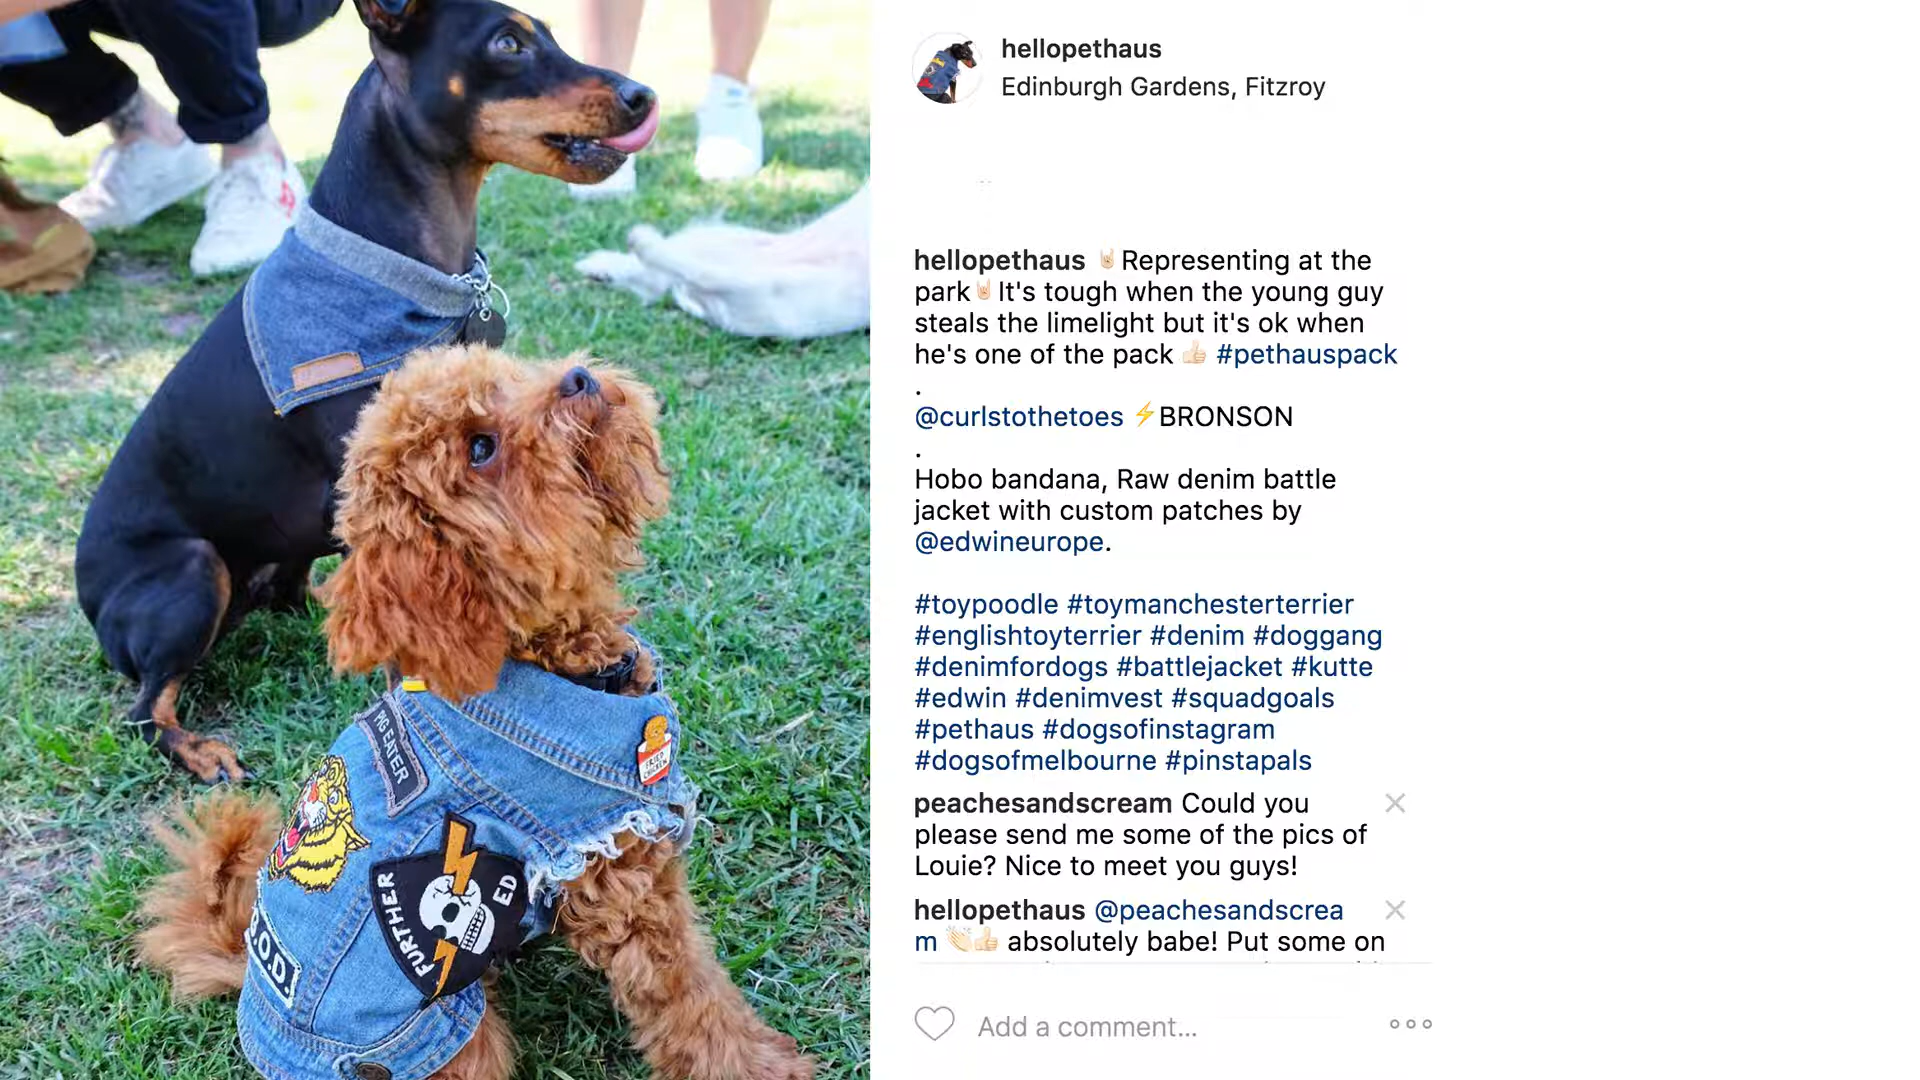 hellopethaus
Edinburgh Gardens, Fitzroy
hellopethaus 🤘🏻Representing at the
park🤘🏻It's tough when the young guy
steals the limelight but it's ok when
he's one of the pack 👍🏻 #pethauspack
.
@curlstothetoes ⚡BRONSON
.
Hobo bandana, Raw denim battle
jacket with custom patches by
@edwineurope.
#toypoodle #toymanchesterterrier
#englishtoyterrier #denim #doggang
#denimfordogs #battlejacket #kutte
#edwin #denimvest #squadgoals
#pethaus #dogsofinstagram
#dogsofmelbourne #pinstapals
peachesandscream Could you
please send me some of the pics of
Louie? Nice to meet you guys!
hellopethaus @peachesandscrea
m 👏🏻👍🏻 absolutely babe! Put some on
Add a comment...
PIG EATER
FRIED
CHICKEN
FURTHER
ED
O.D.